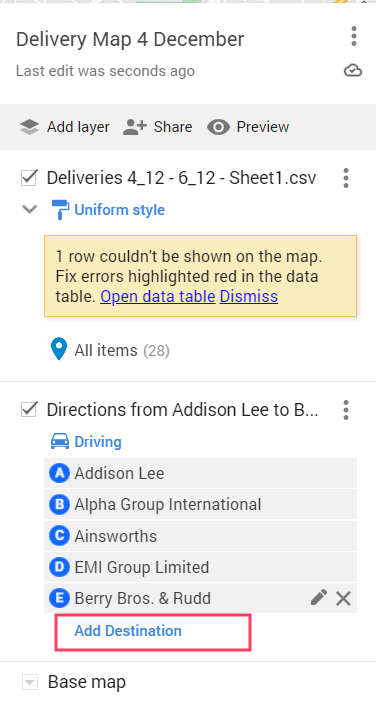 Delivery Map 4 December
Last edit was seconds ago
Add layer Share Preview
Deliveries 4_12 - 6_12 - Sheet1.csv
Uniform style
1 row couldn't be shown on the map.
Fix errors highlighted red in the data
table. Open data table Dismiss
All items (28)
Directions from Addison Lee to B...
Driving
A Addison Lee
B Alpha Group International
C Ainsworths
D EMI Group Limited
E Berry Bros. & Rudd
Add Destination
Base map